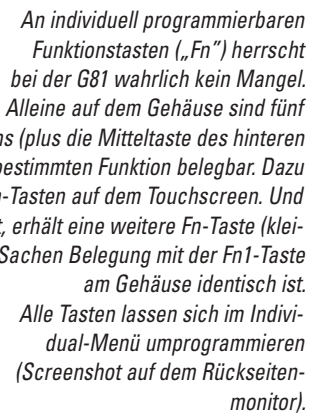 An individuell programmierbaren
Funktionstasten („Fn”) herrscht
bei der G81 wahrlich kein Mangel.
Alleine auf dem Gehäuse sind fünf
(plus die Mitteltaste des hinteren
bestimmten Funktion belegbar. Dazu
-Tasten auf dem Touchscreen. Und
erhält eine weitere Fn-Taste (klei-
Sachen Belegung mit der Fn1-Taste
am Gehäuse identisch ist.
Alle Tasten lassen sich im Indivi-
dual-Menü umprogrammieren
(Screenshot auf dem Rückseiten-
monitor).